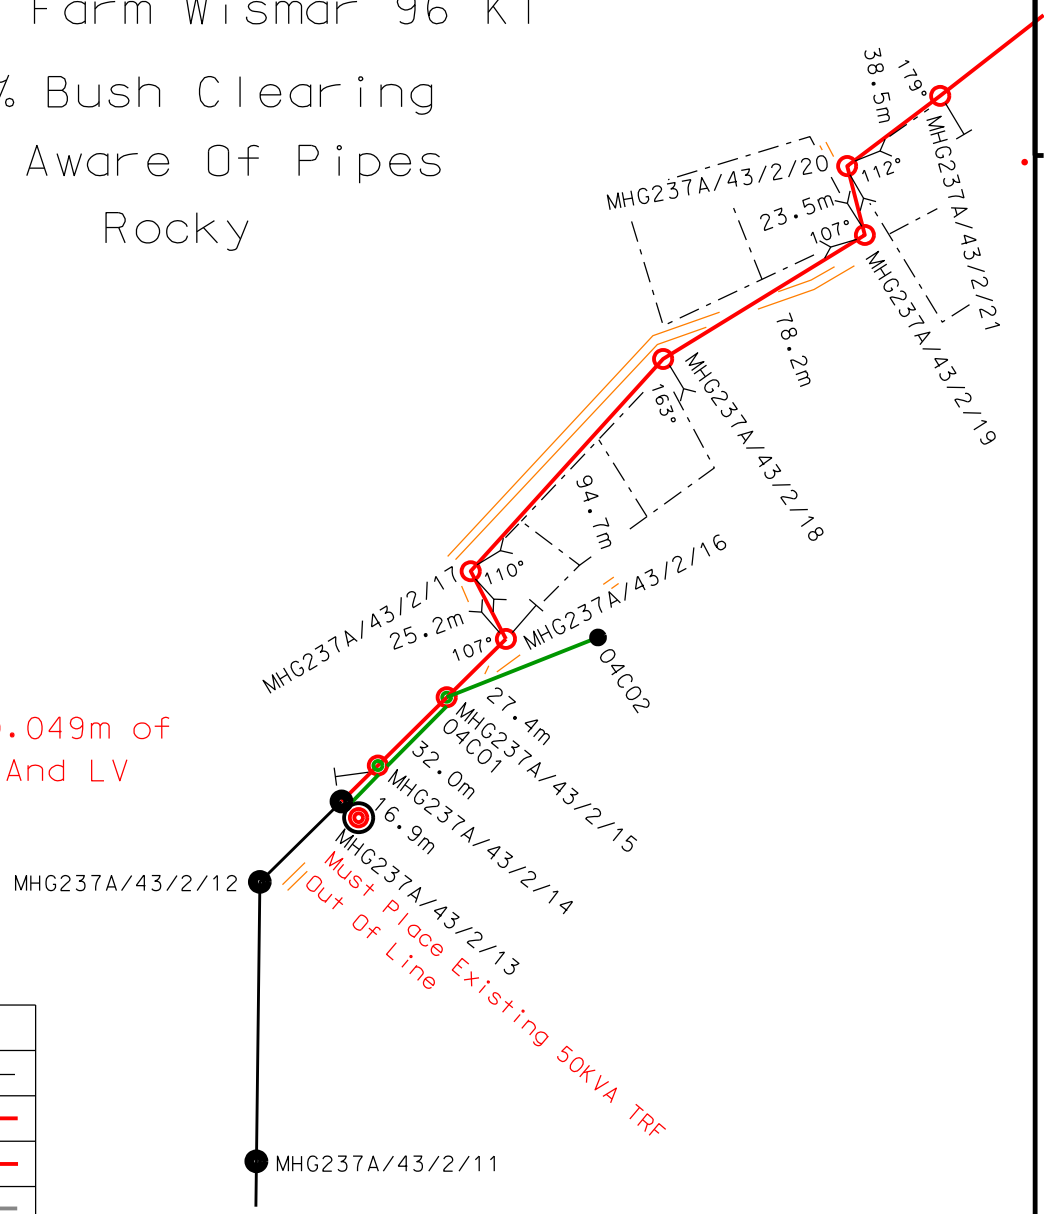 Farm Wismar 96 KT
% Bush Clearing
Aware Of Pipes
Rocky
179°
38.5m
MHG237A/43/2/21
MHG237A/43/2/20
112°
23.5m
107°
MHG237A/43/2/19
78.2m
MHG237A/43/2/18
163°
94.7m
MHG237A/43/2/17
110°
25.2m
MHG237A/43/2/16
107°
04C02
27.4m
MHG237A/43/2/15
04C01
.049m of
And LV
32.0m
MHG237A/43/2/14
16.9m
MHG237A/43/2/13
Must Place Existing 50KVA TRF
Out Of Line
MHG237A/43/2/12
MHG237A/43/2/11